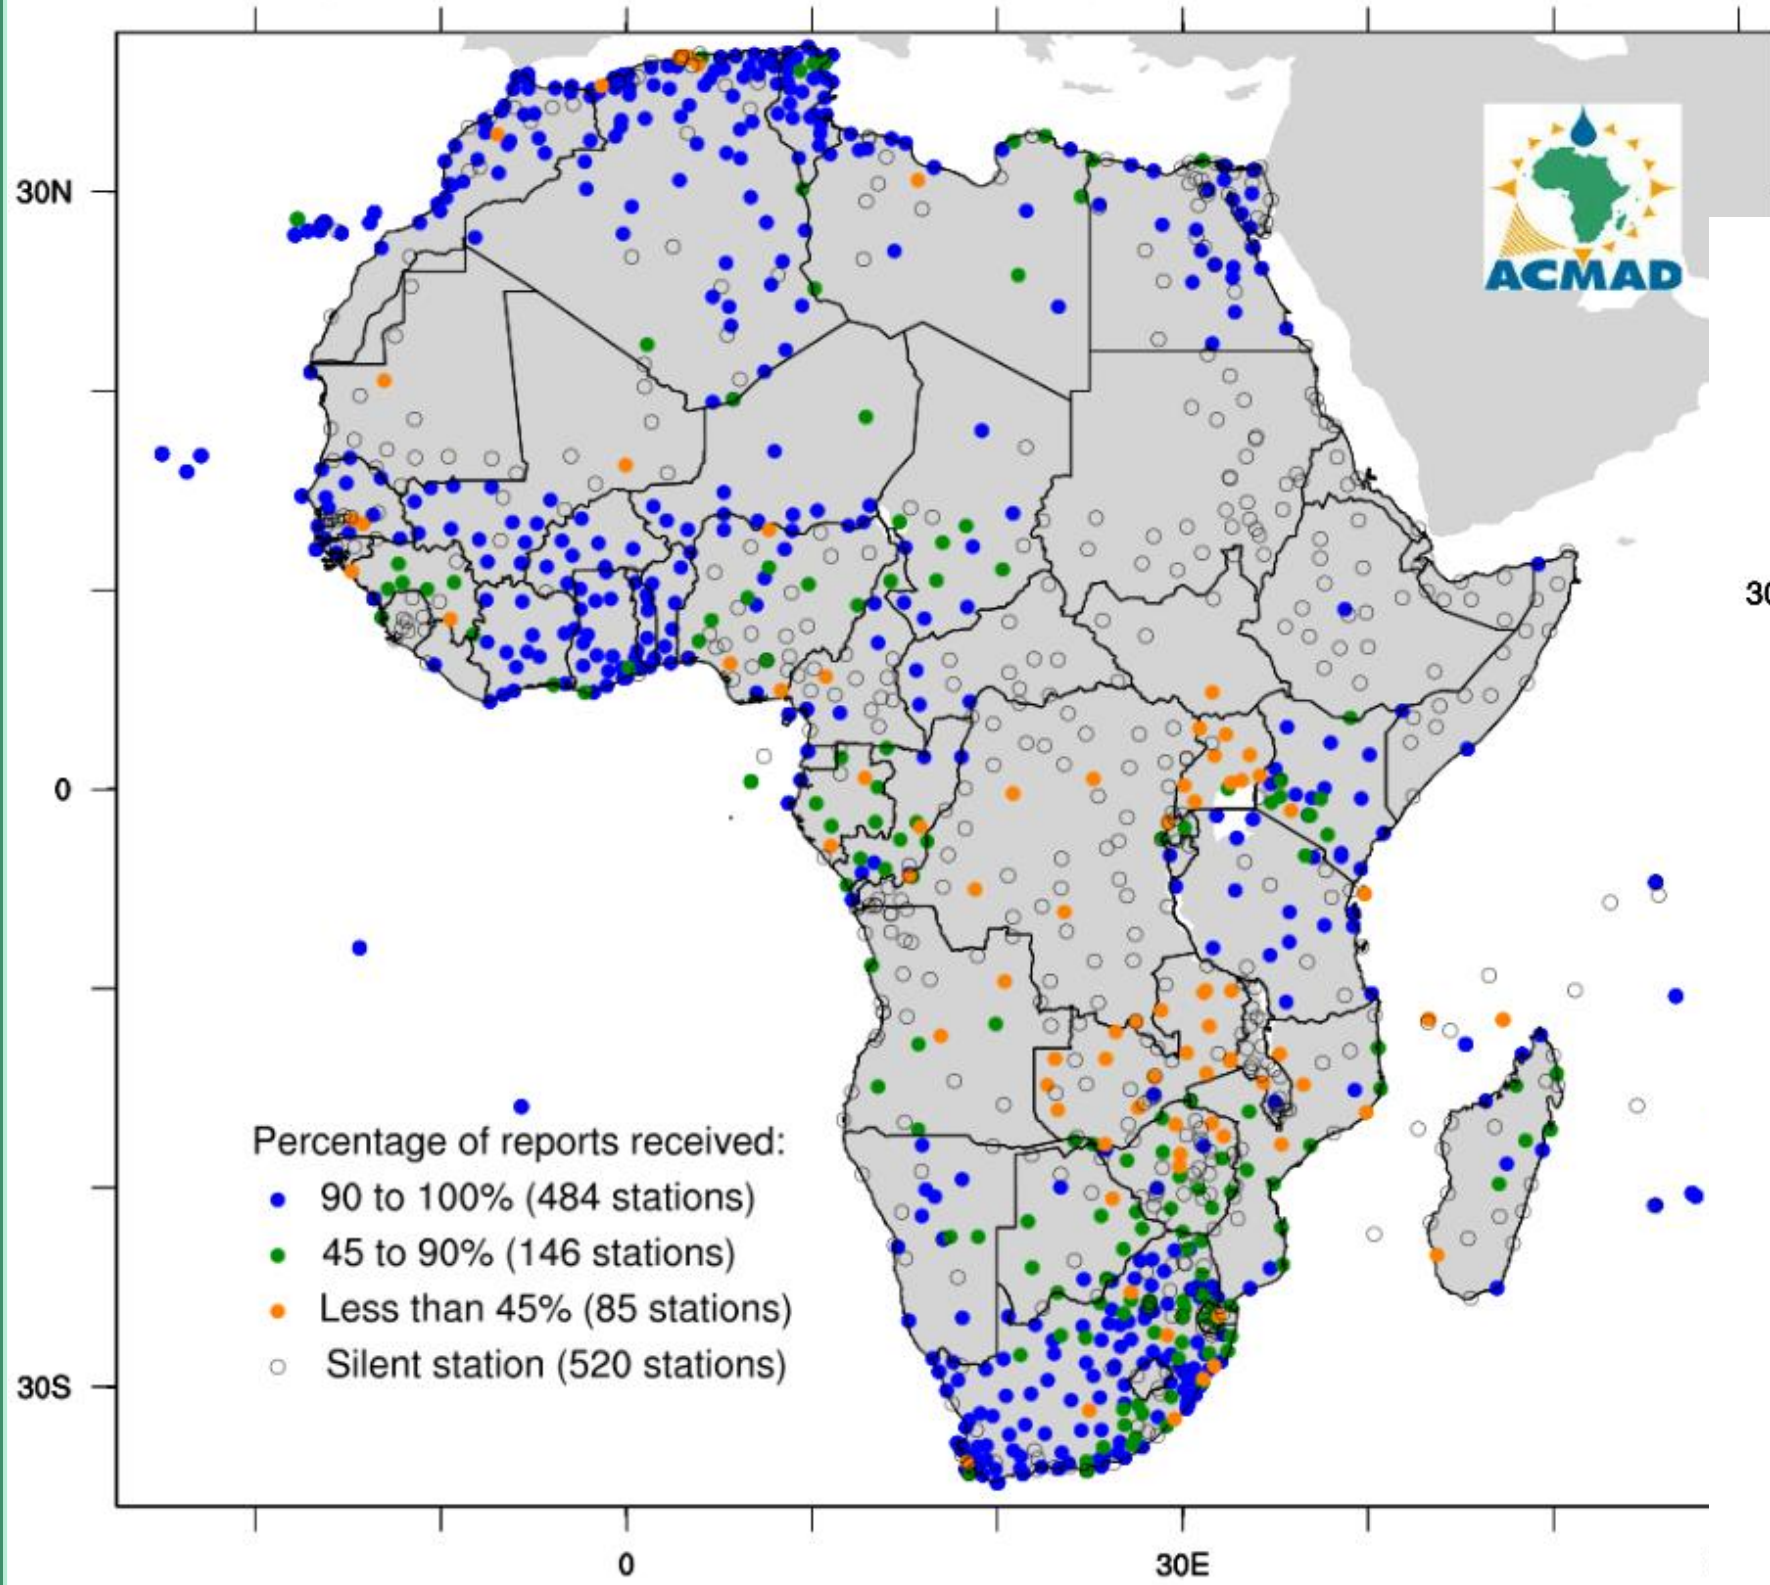 ACMAD
30N
30
0
Percentage of reports received:
90 to 100% (484 stations)
45 to 90% (146 stations)
Less than 45% (85 stations)
Silent station (520 stations)
30S
0
30E